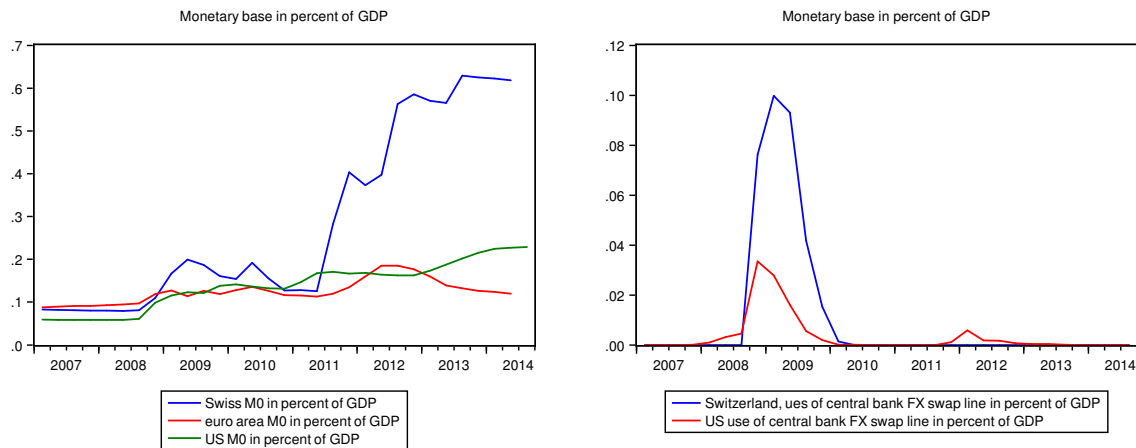 Monetary base in percent of GDP
.7
.6
.5
.4
.3
.2
.1
.0
2007 2008 2009 2010 2011 2012 2013 2014
Swiss M0 in percent of GDP
euro area M0 in percent of GDP
US M0 in percent of GDP
Monetary base in percent of GDP
.12
.10
.08
.06
.04
.02
.00
2007 2008 2009 2010 2011 2012 2013 2014
Switzerland, ues of central bank FX swap line in percent of GDP
US use of central bank FX swap line in percent of GDP